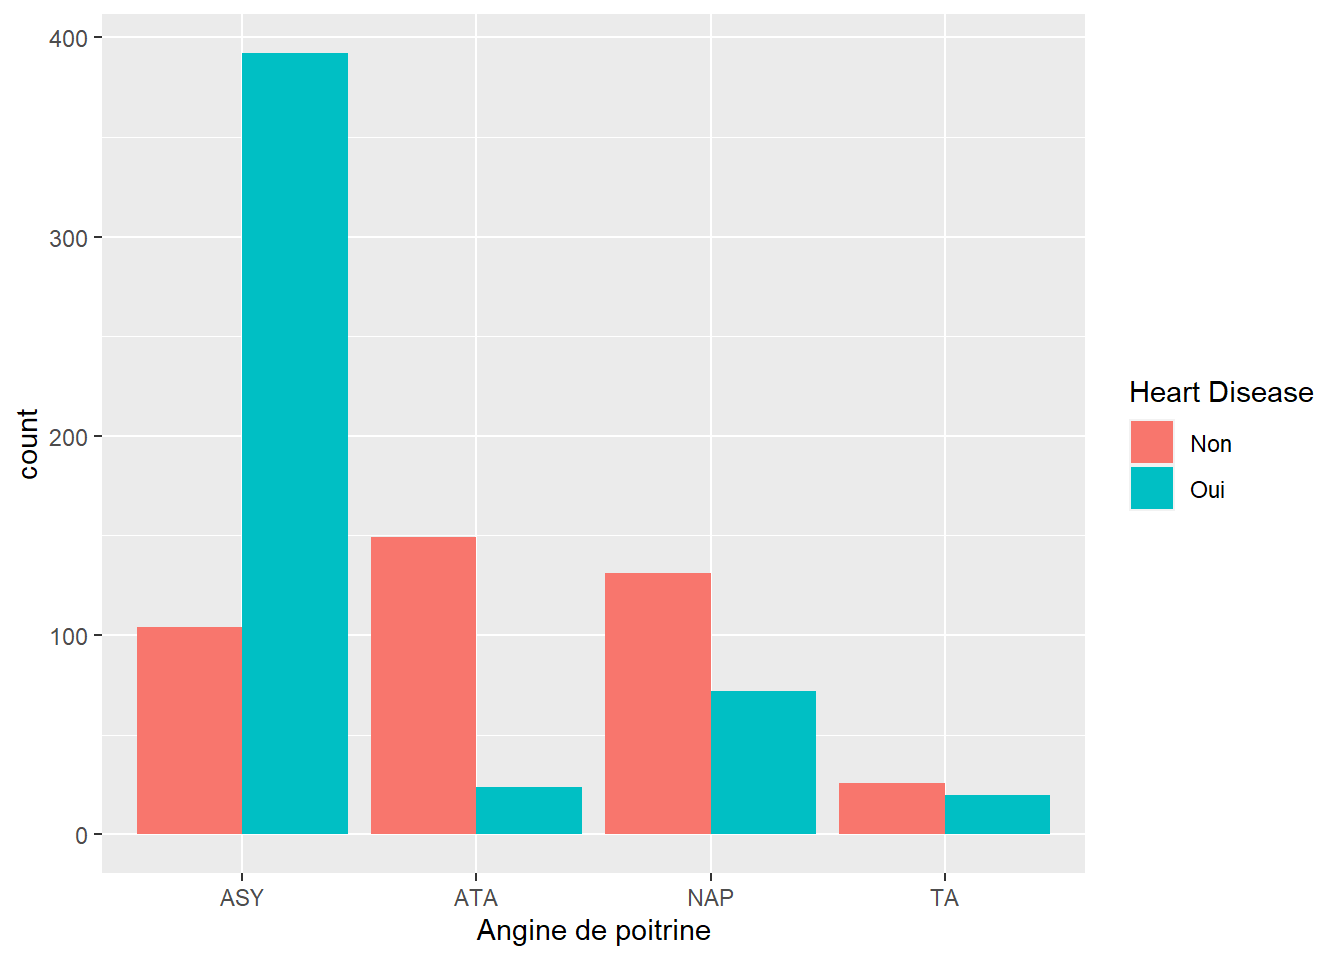 400
300
200
100
0
count
ASY ATA NAP TA
Angine de poitrine
Heart Disease
Non
Oui